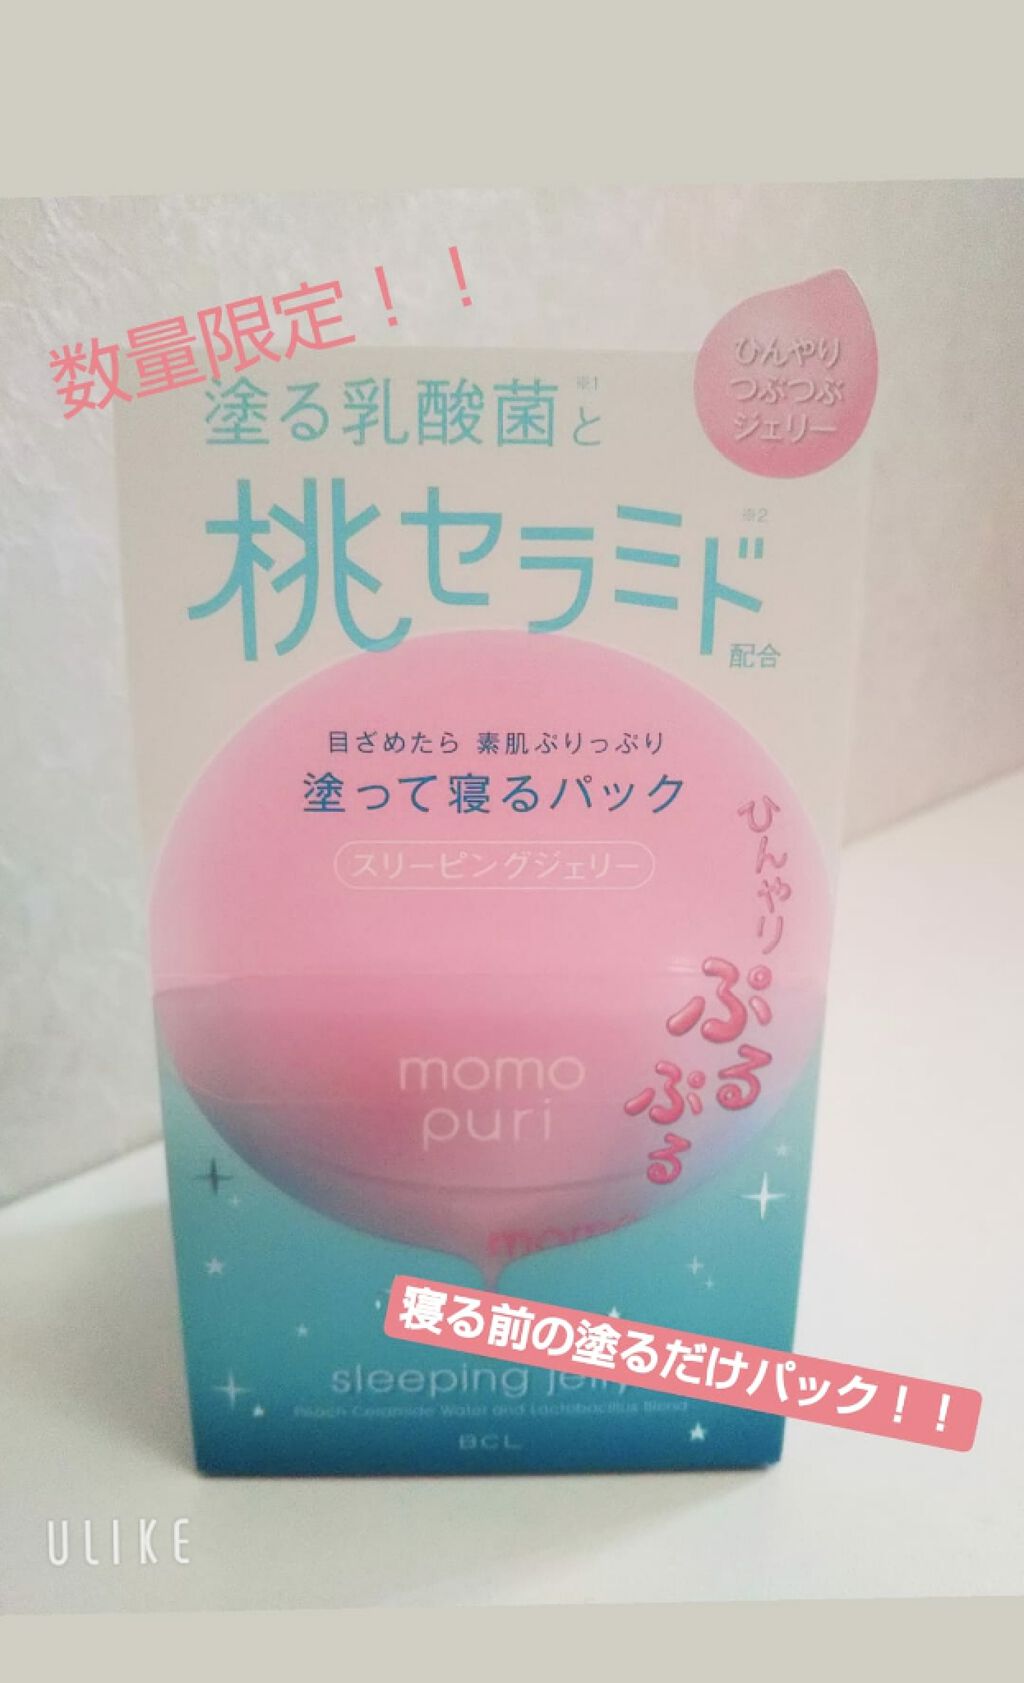 数量限定！！
ひんやり
つぶつぶ
ジェリー
塗る乳酸菌※1と
桃セラミド※2
配合
目ざめたら 素肌ぷりっぷり
塗って寝るパック
スリーピングジェリー
ひんやり
ぷる
ぷる
momo
puri
寝る前の塗るだけパック！！
sleeping jelly
Peach Ceramide Water and Lactobacillus Blend
BCL
ULIKE